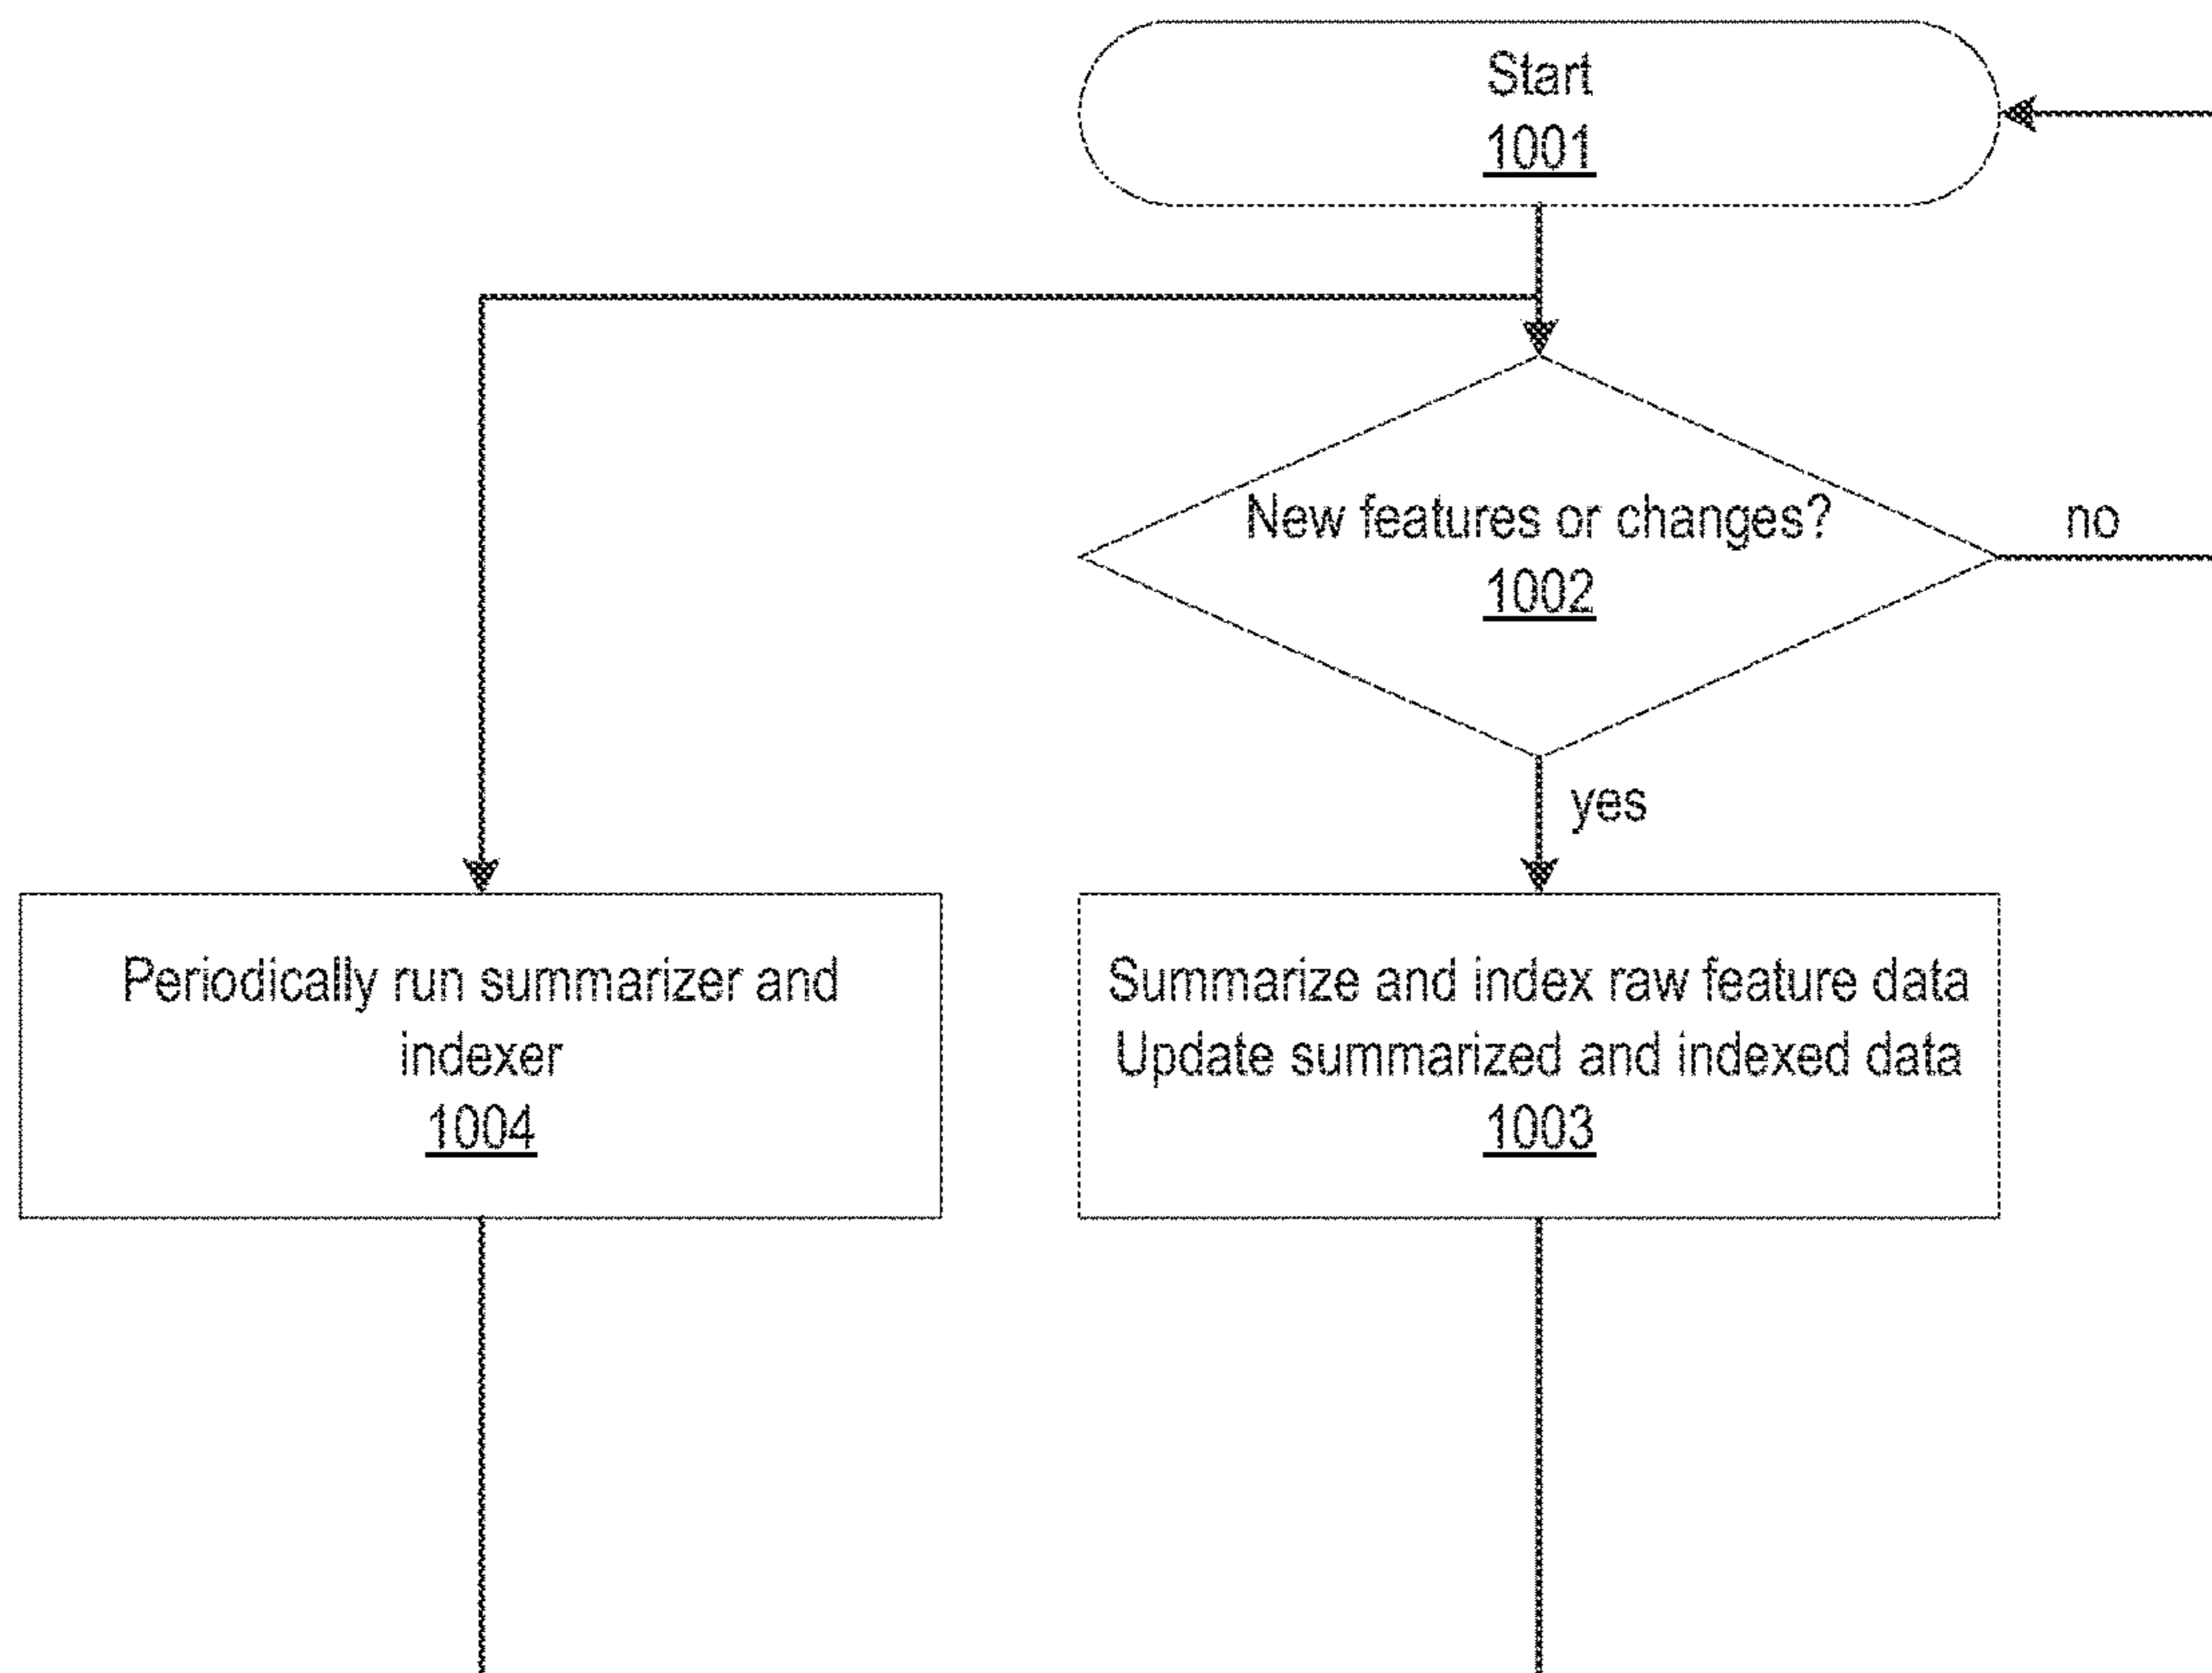 Start
1001
New features or changes?
1002
no
yes
Periodically run summarizer and
indexer
1004
Summarize and index raw feature data
Update summarized and indexed data
1003